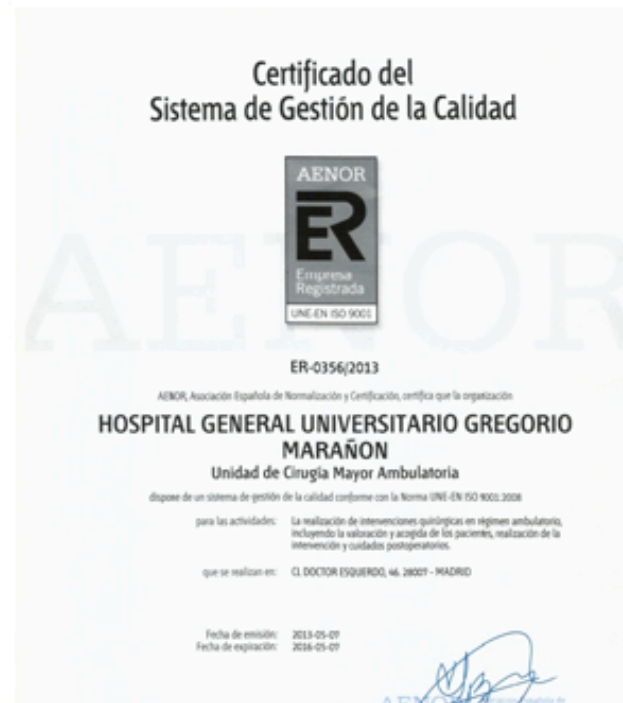 Certificado del
Sistema de Gestión de la Calidad
AENOR
ER
Empresa
Registrada
UNE-EN ISO 9001
AENOR
ER-0356/2013
AENOR, Asociación Española de Normalización y Certificación, certifica que la organización
HOSPITAL GENERAL UNIVERSITARIO GREGORIO
MARAÑON
Unidad de Cirugía Mayor Ambulatoria
dispone de un sistema de gestión de la calidad conforme con la Norma UNE-EN ISO 9001:2008
para las actividades: La realización de intervenciones quirúrgicas en régimen ambulatorio,
incluyendo la valoración y acogida de los pacientes, realización de la
intervención y cuidados postoperatorios.
que se realizan en: CL DOCTOR ESQUERDO, 46. 28007 - MADRID
Fecha de emisión: 2013-05-07
Fecha de expiración: 2016-05-07
AENOR Española de